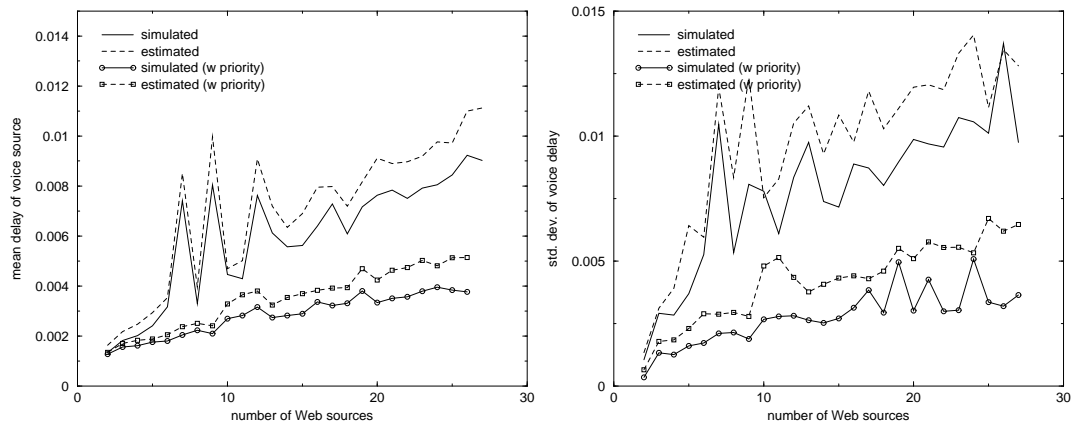 0.014
0.012
0.01
0.008
0.006
0.004
0.002
0
0
10
20
30
mean delay of voice source
number of Web sources
simulated
estimated
simulated (w priority)
estimated (w priority)
0.015
0.01
0.005
0
0
10
20
30
std. dev. of voice delay
number of Web sources
simulated
estimated
simulated (w priority)
estimated (w priority)